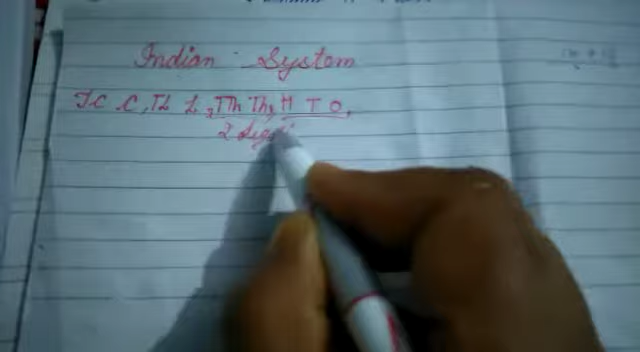 Indian System
TC C, TL L, TTh Th, H T O,
2